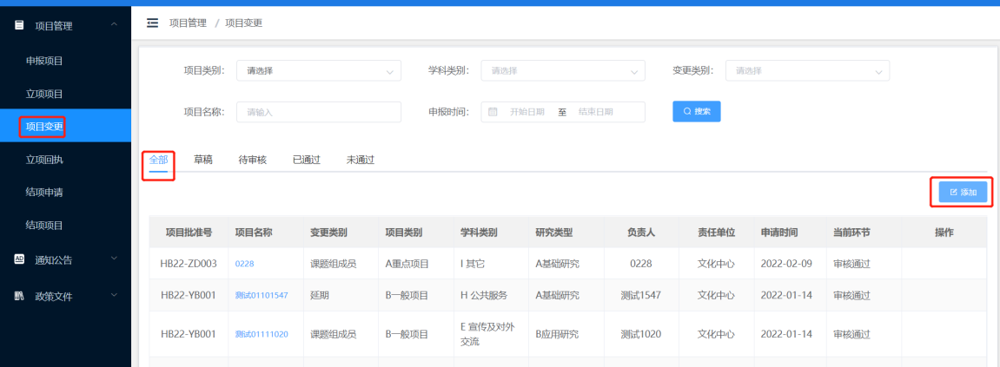 项目管理
申报项目
立项项目
项目变更
立项回执
结项申请
结项项目
AD 通知公告
政策文件
项目管理 / 项目变更
项目类别： 请选择 学科类别： 请选择 变更类别： 请选择
项目名称： 请输入 申报时间： 开始日期 至 结束日期 搜索
全部 草稿 待审核 已通过 未通过
添加
项目批准号 项目名称 变更类别 项目类别 学科类别 研究类型 负责人 责任单位 申请时间 当前环节 操作
HB22-ZD003 0228 课题组成员 A重点项目 I 其它 A基础研究 0228 文化中心 2022-02-09 审核通过
HB22-YB001 测试01101547 延期 B一般项目 H 公共服务 A基础研究 测试1547 文化中心 2022-01-14 审核通过
HB22-YB001 测试01111020 课题组成员 B一般项目 E 宣传及对外 B应用研究 测试1020 文化中心 2022-01-14 审核通过
交流